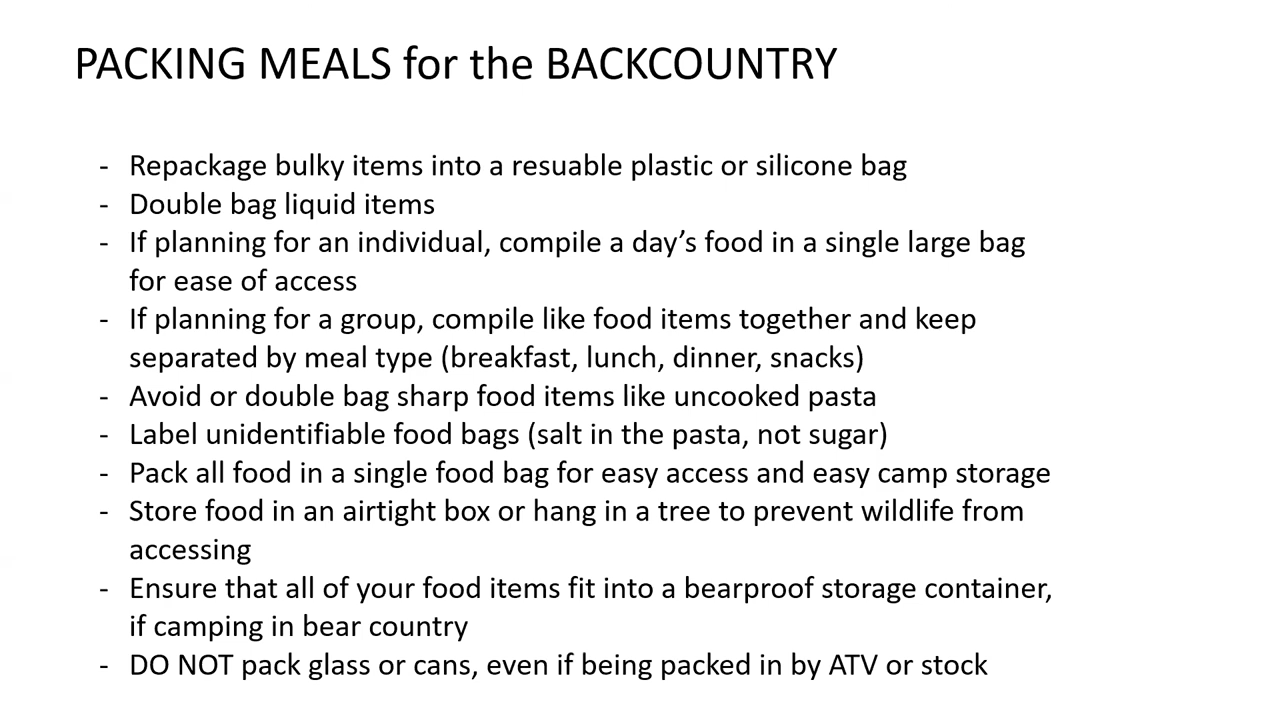 PACKING MEALS for the BACKCOUNTRY
- Repackage bulky items into a resuable plastic or silicone bag
- Double bag liquid items
- If planning for an individual, compile a day’s food in a single large bag
for ease of access
- If planning for a group, compile like food items together and keep
separated by meal type (breakfast, lunch, dinner, snacks)
- Avoid or double bag sharp food items like uncooked pasta
- Label unidentifiable food bags (salt in the pasta, not sugar)
- Pack all food in a single food bag for easy access and easy camp storage
- Store food in an airtight box or hang in a tree to prevent wildlife from
accessing
- Ensure that all of your food items fit into a bearproof storage container,
if camping in bear country
- DO NOT pack glass or cans, even if being packed in by ATV or stock